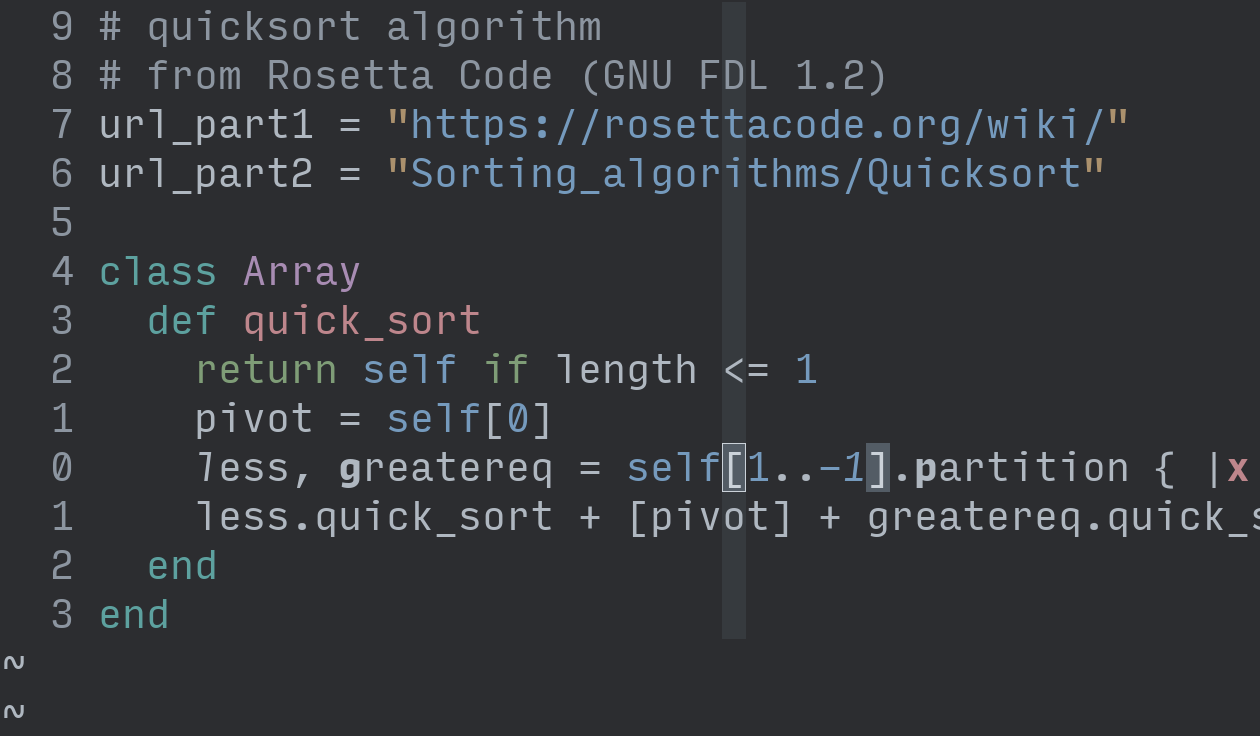 9 # quicksort algorithm
8 # from Rosetta Code (GNU FDL 1.2)
7 url_part1 = "https://rosettacode.org/wiki/"
6 url_part2 = "Sorting_algorithms/Quicksort"
5
4 class Array
3   def quick_sort
2     return self if length <= 1
1     pivot = self[0]
0     less, greatereq = self[1..-1].partition { |x
1     less.quick_sort + [pivot] + greatereq.quick_s
2   end
3 end
~
~